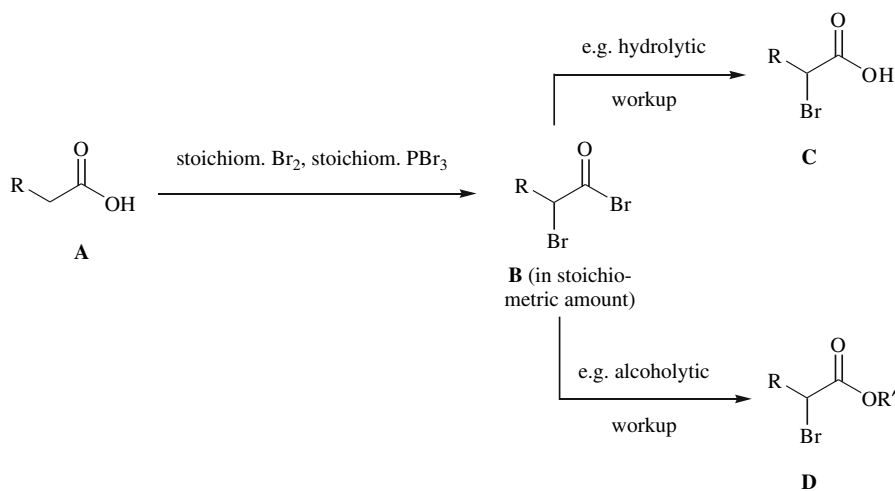 R
O
OH
A
stoichiom. Br2, stoichiom. PBr3
R
O
Br
Br
B (in stoichio-
metric amount)
e.g. hydrolytic
workup
R
O
OH
Br
C
e.g. alcoholytic
workup
R
O
OR′
Br
D